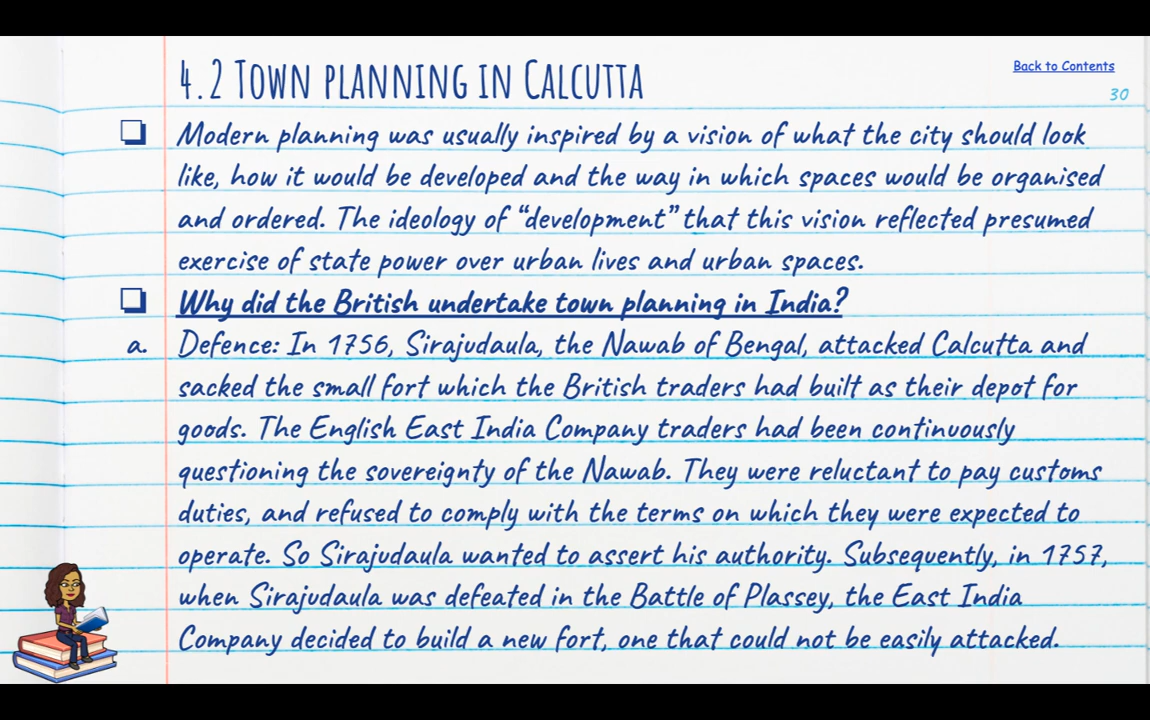 4.2 Town planning in Calcutta
Back to Contents
30
Modern planning was usually inspired by a vision of what the city should look
like, how it would be developed and the way in which spaces would be organised
and ordered. The ideology of “development” that this vision reflected presumed
exercise of state power over urban lives and urban spaces.
Why did the British undertake town planning in India?
a. Defence: In 1756, Sirajudaula, the Nawab of Bengal, attacked Calcutta and
sacked the small fort which the British traders had built as their depot for
goods. The English East India Company traders had been continuously
questioning the sovereignty of the Nawab. They were reluctant to pay customs
duties, and refused to comply with the terms on which they were expected to
operate. So Sirajudaula wanted to assert his authority. Subsequently, in 1757,
when Sirajudaula was defeated in the Battle of Plassey, the East India
Company decided to build a new fort, one that could not be easily attacked.